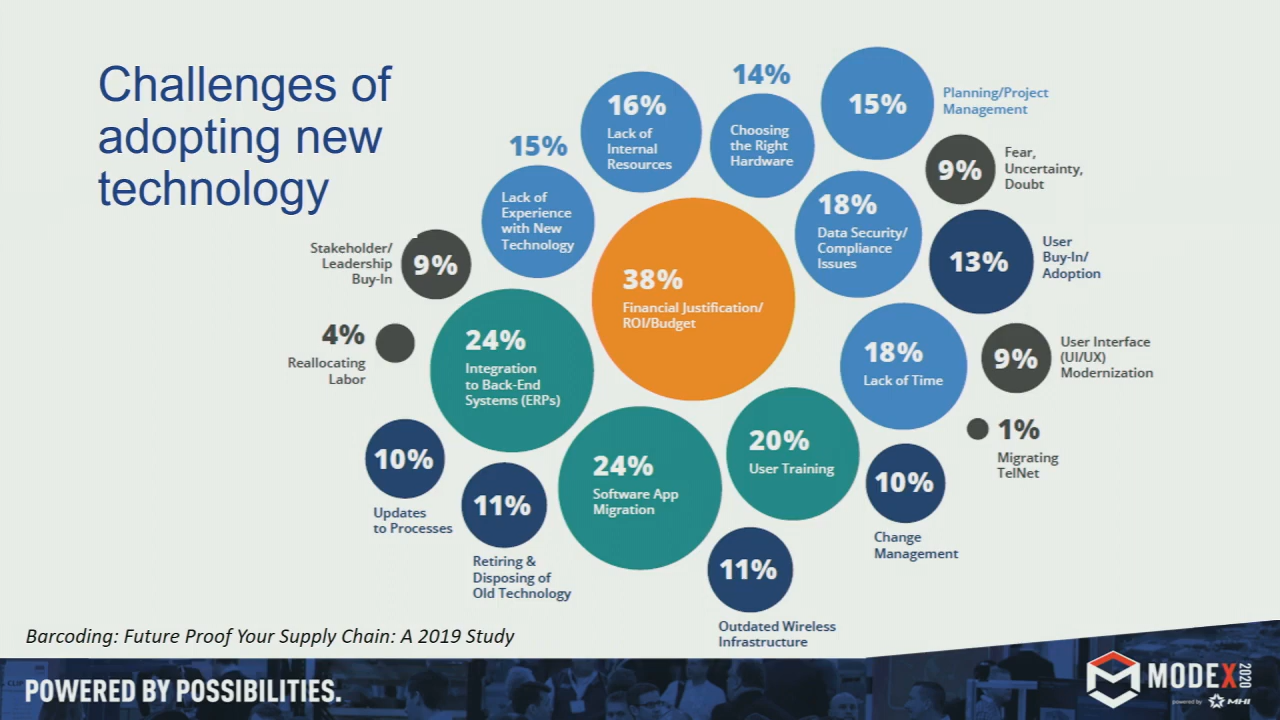 Challenges of
adopting new
technology
16%
Lack of
Internal
Resources
14%
Choosing
the Right
Hardware
15%
Planning/Project
Management
15%
Lack of
Experience
with New
Technology
9%
Fear,
Uncertainty,
Doubt
18%
Data Security/
Compliance
Issues
13%
User
Buy-In/
Adoption
Stakeholder/
Leadership
Buy-In
9%
38%
Financial Justification/
ROI/Budget
4%
Reallocating
Labor
24%
Integration
to Back-End
Systems (ERPs)
18%
Lack of Time
9%
User Interface
(UI/UX)
Modernization
1%
Migrating
TelNet
10%
Updates
to Processes
11%
Retiring &
Disposing of
Old Technology
24%
Software App
Migration
20%
User Training
10%
Change
Management
11%
Outdated Wireless
Infrastructure
Barcoding: Future Proof Your Supply Chain: A 2019 Study
POWERED BY POSSIBILITIES.
MODEX
2020
powered by MHI